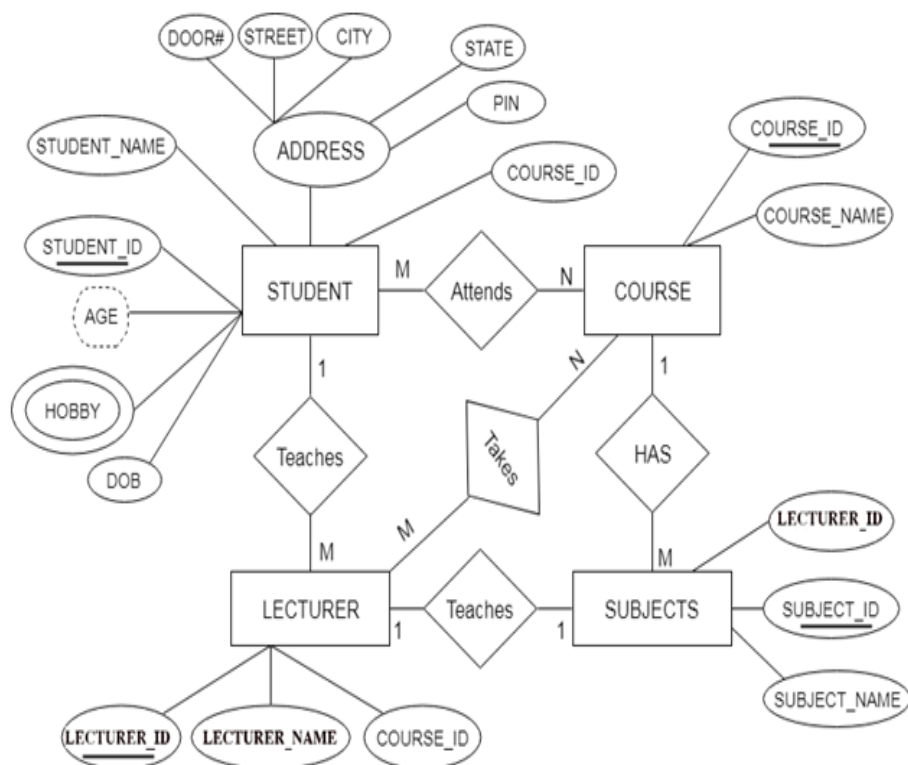 DOOR#
STREET
CITY
STATE
PIN
ADDRESS
STUDENT_NAME
COURSE_ID
COURSE_ID
COURSE_NAME
STUDENT_ID
STUDENT
M
Attends
N
COURSE
AGE
1
N
1
HOBBY
Teaches
Takes
HAS
DOB
LECTURER_ID
M
M
M
LECTURER
1
Teaches
1
SUBJECTS
SUBJECT_ID
SUBJECT_NAME
LECTURER_ID
LECTURER_NAME
COURSE_ID